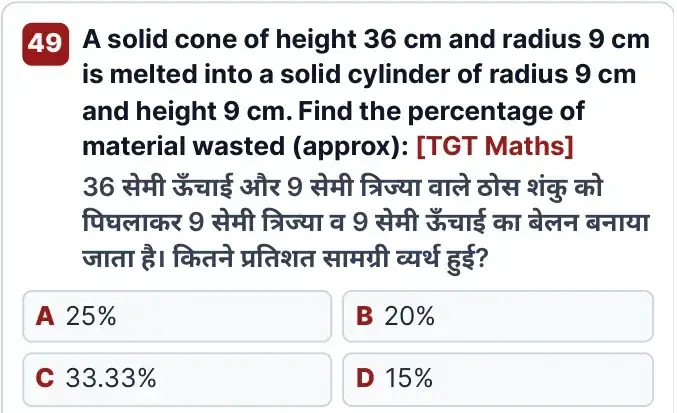 49 A solid cone of height 36 cm and radius 9 cm
is melted into a solid cylinder of radius 9 cm
and height 9 cm. Find the percentage of
material wasted (approx): [TGT Maths]
36 सेमी ऊँचाई और 9 सेमी त्रिज्या वाले ठोस शंकु को
पिघलाकर 9 सेमी त्रिज्या व 9 सेमी ऊँचाई का बेलन बनाया
जाता है। कितने प्रतिशत सामग्री व्यर्थ हुई?
A 25% B 20%
C 33.33% D 15%